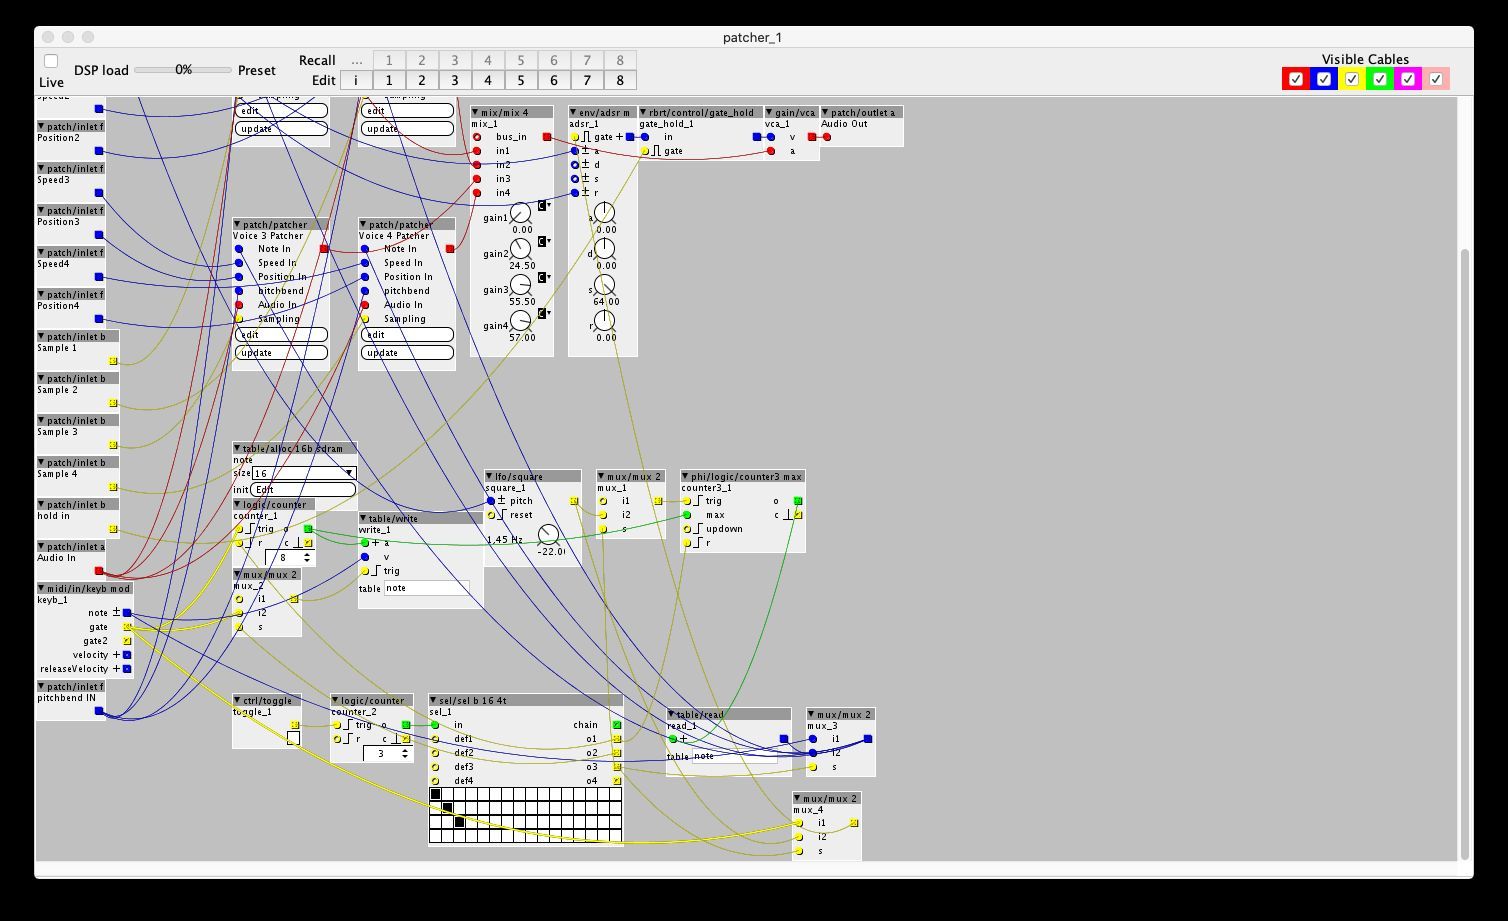 patcher_1
Live
DSP load
0%
Preset
Recall ... 1 2 3 4 5 6 7 8
Edit i 1 2 3 4 5 6 7 8
Visible Cables
Speed2
patch/inlet f
Position2
patch/inlet f
Speed3
patch/inlet f
Position3
patch/inlet f
Speed4
patch/inlet f
Position4
patch/inlet b
Sample 1
patch/inlet b
Sample 2
patch/inlet b
Sample 3
patch/inlet b
Sample 4
patch/inlet b
hold in
patch/inlet a
Audio In
midi/in/keyb mod
keyb_1
note ±
gate
gate2
velocity +
releaseVelocity +
patch/inlet f
pitchbend IN
Sampling
edit
update
Sampling
edit
update
patch/patcher
Voice 3 Patcher
Note In
Speed In
Position In
bitchbend
Audio In
Sampling
edit
update
patch/patcher
Voice 4 Patcher
Note In
Speed In
Position In
pitchbend
Audio In
Sampling
edit
update
mix/mix 4
mix_1
bus_in
in1
in2
in3
in4
gain1 C
0.00
gain2 C
24.50
gain3 C
55.50
gain4 C
57.00
env/adsr m
adsr_1
gate +
± a
± d
± s
± r
a
0.00
d
0.00
s
64.00
r
0.00
rbrt/control/gate_hold
gate_hold_1
in
gate
gain/vca
vca_1
v
a
patch/outlet a
Audio Out
table/alloc 16b sdram
note
size 16
init Edit
logic/counter
counter_1
trig o
r c
8
mux/mux 2
mux_2
i1
i2
s
table/write
write_1
+ a
v
trig
table note
lfo/square
square_1
± pitch
reset
1.45 Hz
-22.0
mux/mux 2
mux_1
i1
i2
s
phi/logic/counter3 max
counter3_1
trig o
max c
updown
r
ctrl/toggle
toggle_1
logic/counter
counter_2
trig o
r c
3
sel/sel b 16 4t
sel_1
in chain
def1 o1
def2 o2
def3 o3
def4 o4
table/read
read_1
+
table note
mux/mux 2
mux_3
i1
i2
s
mux/mux 2
mux_4
i1
i2
s